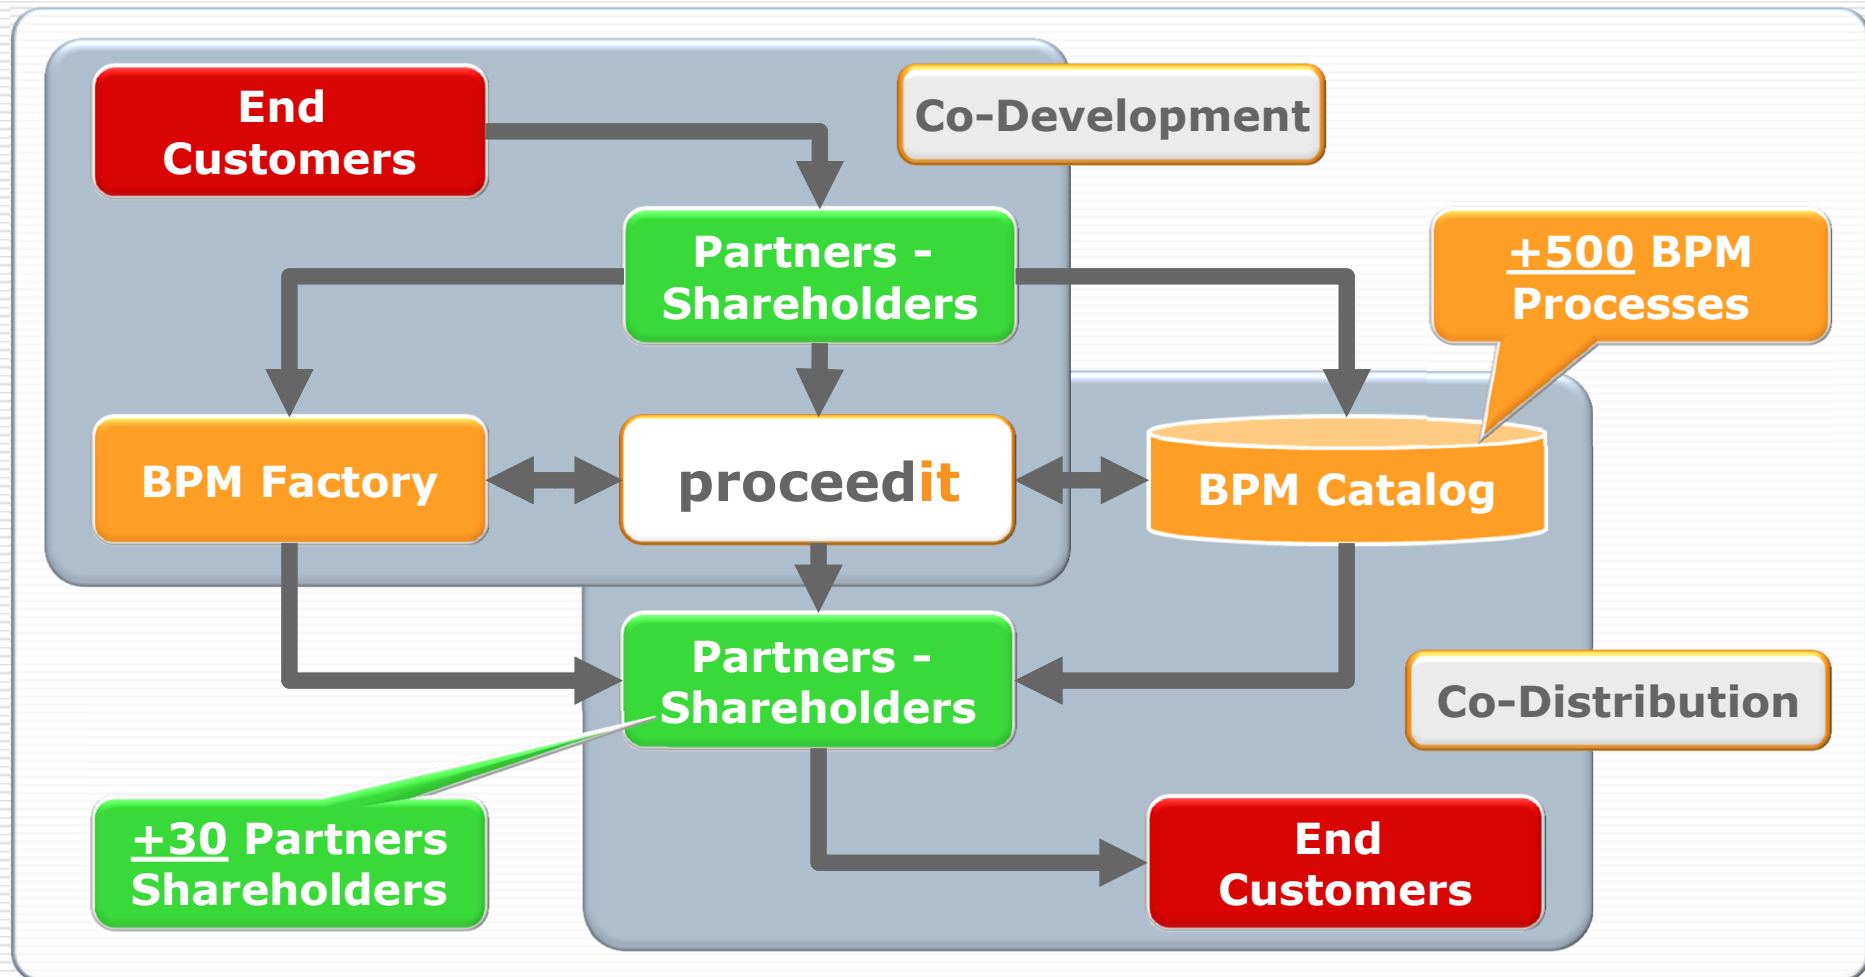 End
Customers
Co-Development
Partners -
Shareholders
+500 BPM
Processes
BPM Factory
proceedit
BPM Catalog
Partners -
Shareholders
Co-Distribution
+30 Partners
Shareholders
End
Customers